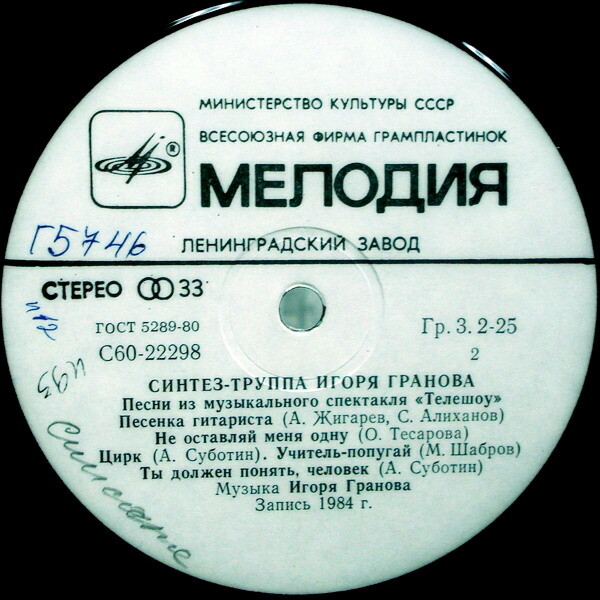 МИНИСТЕРСТВО КУЛЬТУРЫ СССР
ВСЕСОЮЗНАЯ ФИРМА ГРАМПЛАСТИНОК
®
МЕЛОДИЯ
Г5746
ЛЕНИНГРАДСКИЙ ЗАВОД
СТЕРЕО 33
ГОСТ 5289-80
Гр. 3. 2-25
С60-22298
2
СИНТЕЗ-ТРУППА ИГОРЯ ГРАНОВА
Песни из музыкального спектакля «Телешоу»
Песенка гитариста (А. Жигарев, С. Алиханов)
Не оставляй меня одну (О. Тесарова)
Цирк (А. Суботин). Учитель-попугай (М. Шабров)
Ты должен понять, человек (А. Суботин)
Музыка Игоря Гранова
Запись 1984 г.
Списание